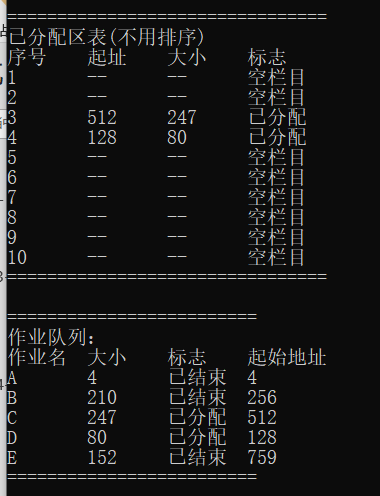 ================================
已分配区表(不用排序)
序号 起址 大小 标志
1 -- -- 空栏目
2 -- -- 空栏目
3 512 247 已分配
4 128 80 已分配
5 -- -- 空栏目
6 -- -- 空栏目
7 -- -- 空栏目
8 -- -- 空栏目
9 -- -- 空栏目
10 -- -- 空栏目
================================
=========================
作业队列:
作业名 大小 标志 起始地址
A 4 已结束 4
B 210 已结束 256
C 247 已分配 512
D 80 已分配 128
E 152 已结束 759
=========================